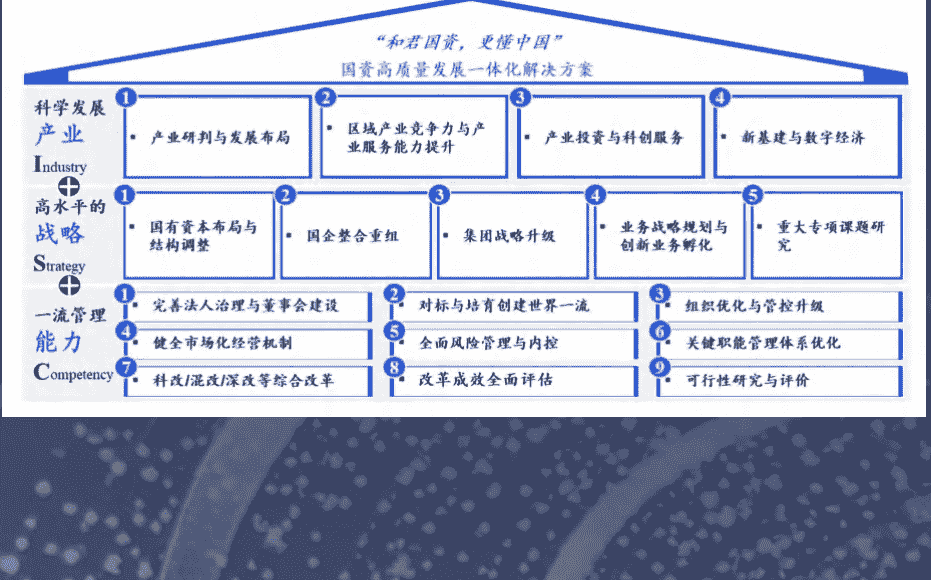 “和君国资，更懂中国”
国资高质量发展一体化解决方案
科学发展
产业
Industry
1
▪ 产业研判与发展布局
2
▪ 区域产业竞争力与产
业服务能力提升
3
▪ 产业投资与科创服务
4
▪ 新基建与数字经济
高水平的
战略
Strategy
1
▪ 国有资本布局与
结构调整
2
▪ 国企整合重组
3
▪ 集团战略升级
4
▪ 业务战略规划与
创新业务孵化
5
▪ 重大专项课题研
究
一流管理
能力
Competency
1
▪ 完善法人治理与董事会建设
2
▪ 对标与培育创建世界一流
3
▪ 组织优化与管控升级
4
▪ 健全市场化经营机制
5
▪ 全面风险管理与内控
6
▪ 关键职能管理体系优化
7
▪ 科改/混改/深改等综合改革
8
▪ 改革成效全面评估
9
▪ 可行性研究与评价